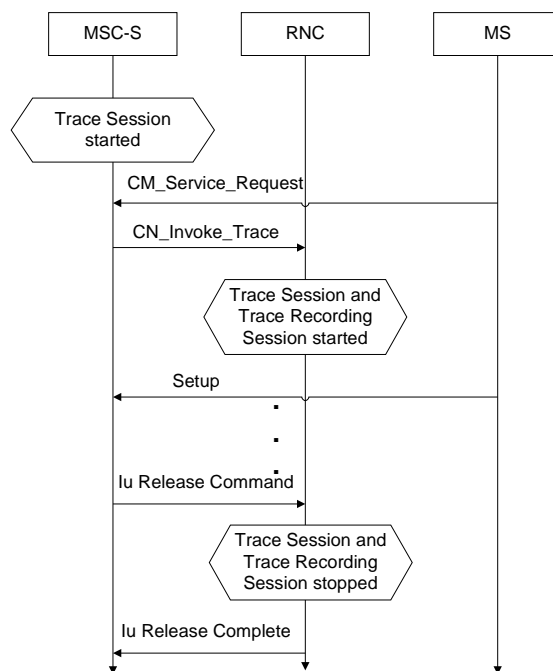 MSC-S
RNC
MS
Trace Session
started
CM_Service_Request
CN_Invoke_Trace
Trace Session and
Trace Recording
Session started
Setup
Iu Release Command
Trace Session and
Trace Recording
Session stopped
Iu Release Complete